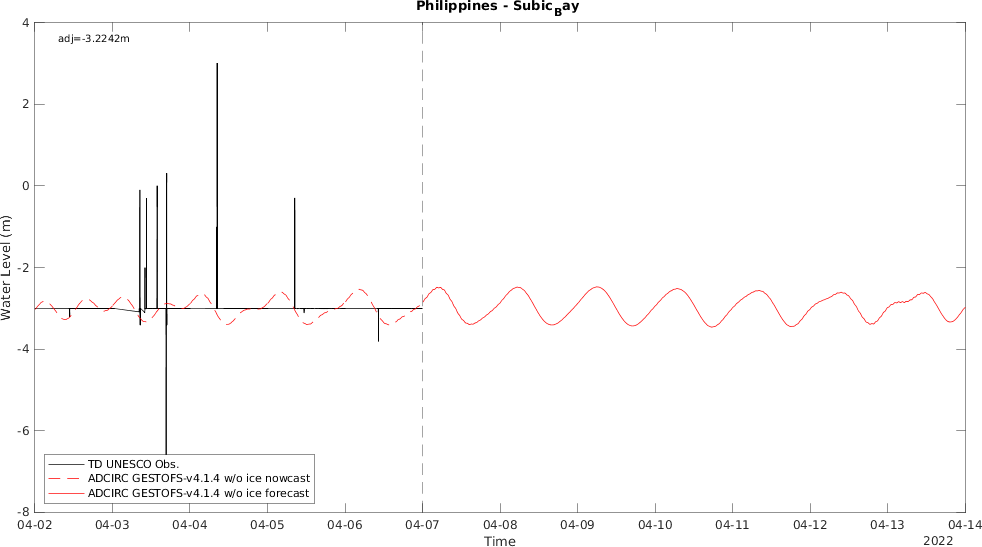 Philippines - SubicBay
adj=-3.2242m
4
2
0
-2
-4
-6
-8
Water Level (m)
TD UNESCO Obs.
ADCIRC GESTOFS-v4.1.4 w/o ice nowcast
ADCIRC GESTOFS-v4.1.4 w/o ice forecast
04-02 04-03 04-04 04-05 04-06 04-07 04-08 04-09 04-10 04-11 04-12 04-13 04-14
Time
2022